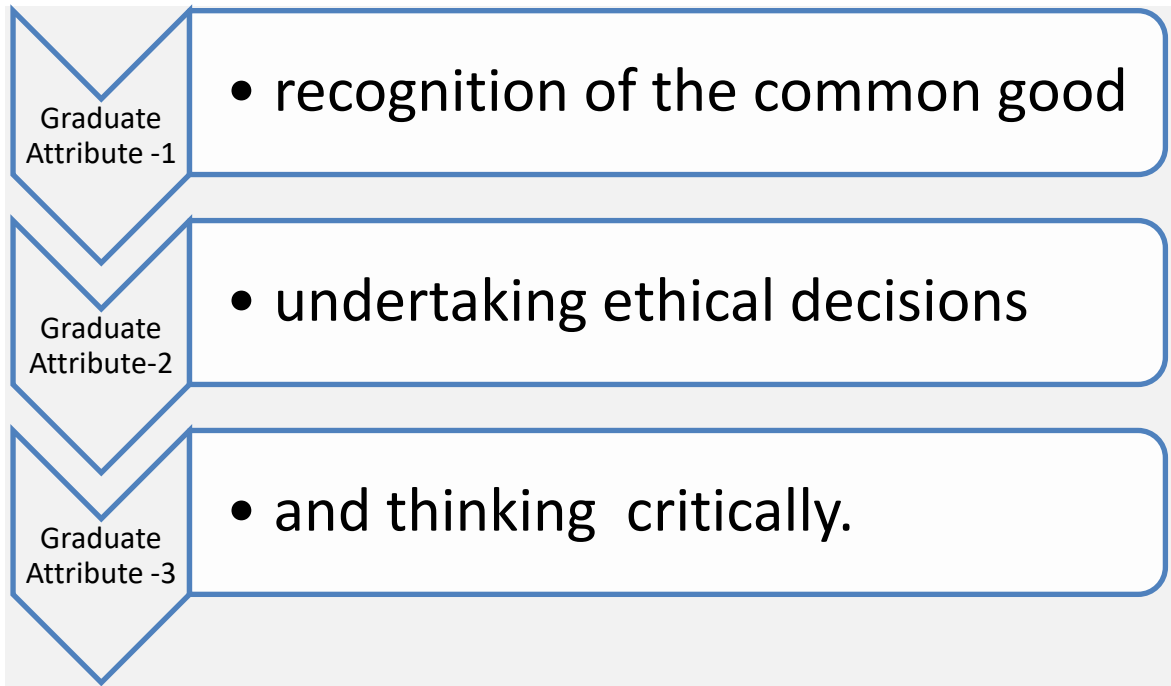 Graduate
Attribute -1
• recognition of the common good
Graduate
Attribute-2
• undertaking ethical decisions
Graduate
Attribute -3
• and thinking  critically.